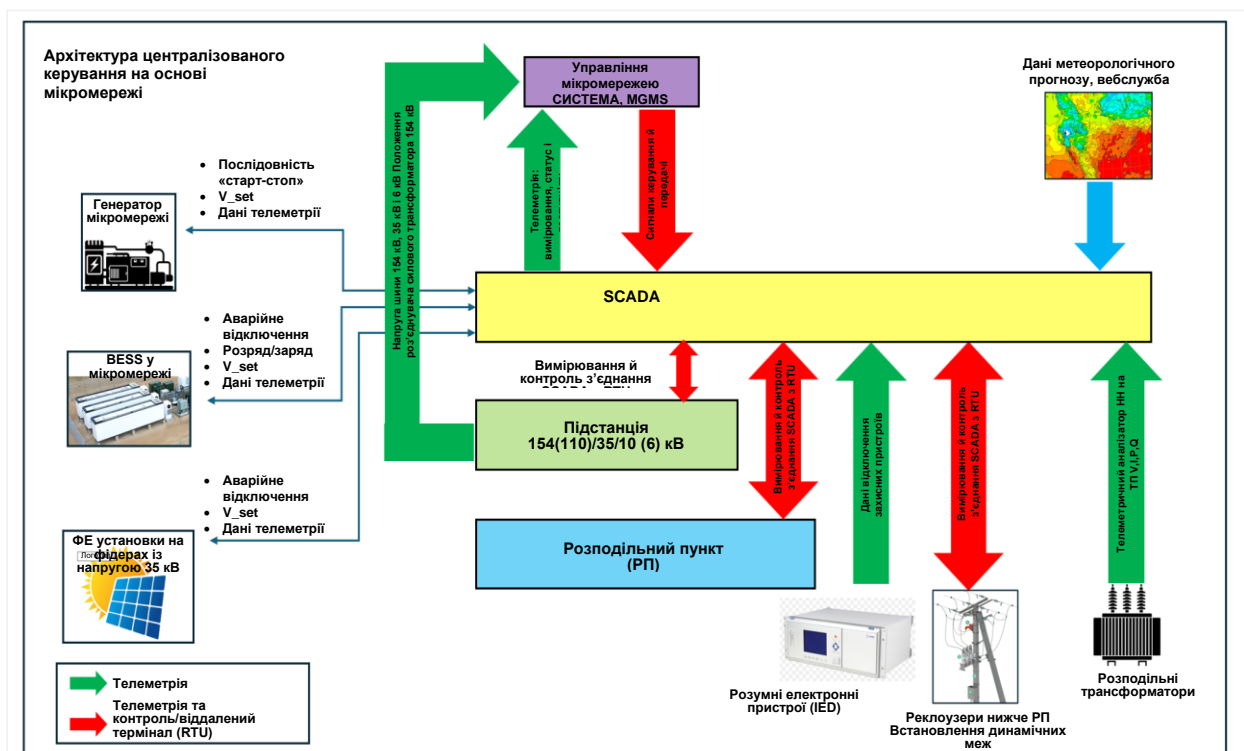 Архітектура централізованого
керування на основі
мікромережі
Управління
мікромережею
СИСТЕМА, MGMS
Дані метеорологічного
прогнозу, вебслужба
Напруга шини 154 кВ, 35 кВ і 6 кВ Положення
роз'єднувача силового трансформатора 154 кВ
Телеметрія:
вимірювання, статус і
Сигнали керування й
передачі
• Послідовність
«старт-стоп»
• V_set
• Дані телеметрії
Генератор
мікромережі
SCADA
• Аварійне
відключення
• Розряд/заряд
• V_set
• Дані телеметрії
BESS у
мікромережі
Вимірювання й
контроль з'єднання
Підстанція
154(110)/35/10 (6) кВ
Вимірювання й контроль
з'єднання SCADA з RTU
Дані відключення
захисних пристроїв
Вимірювання й контроль
з'єднання SCADA з RTU
Телеметричний аналізатор НН на
ТП V,I,P,Q
• Аварійне
відключення
• V_set
• Дані телеметрії
ФЕ установки на
фідерах із
напругою 35 кВ
Розподільний пункт
(РП)
Телеметрія
Телеметрія та
контроль/віддалений
термінал (RTU)
Розумні електронні
пристрої (IED)
Реклоузери нижче РП
Встановлення динамічних
меж
Розподільні
трансформатори